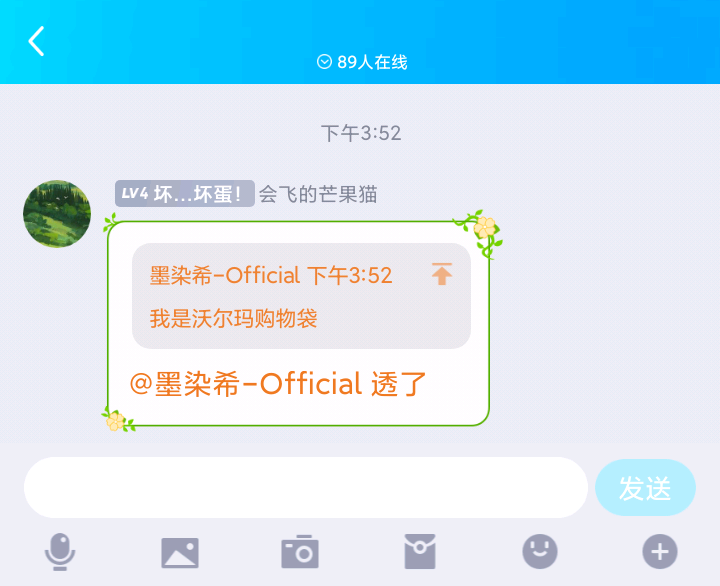 89人在线
下午3:52
LV4 坏...坏蛋! 会飞的芒果猫
墨染希-Official 下午3:52
我是沃尔玛购物袋
@墨染希-Official 透了
发送